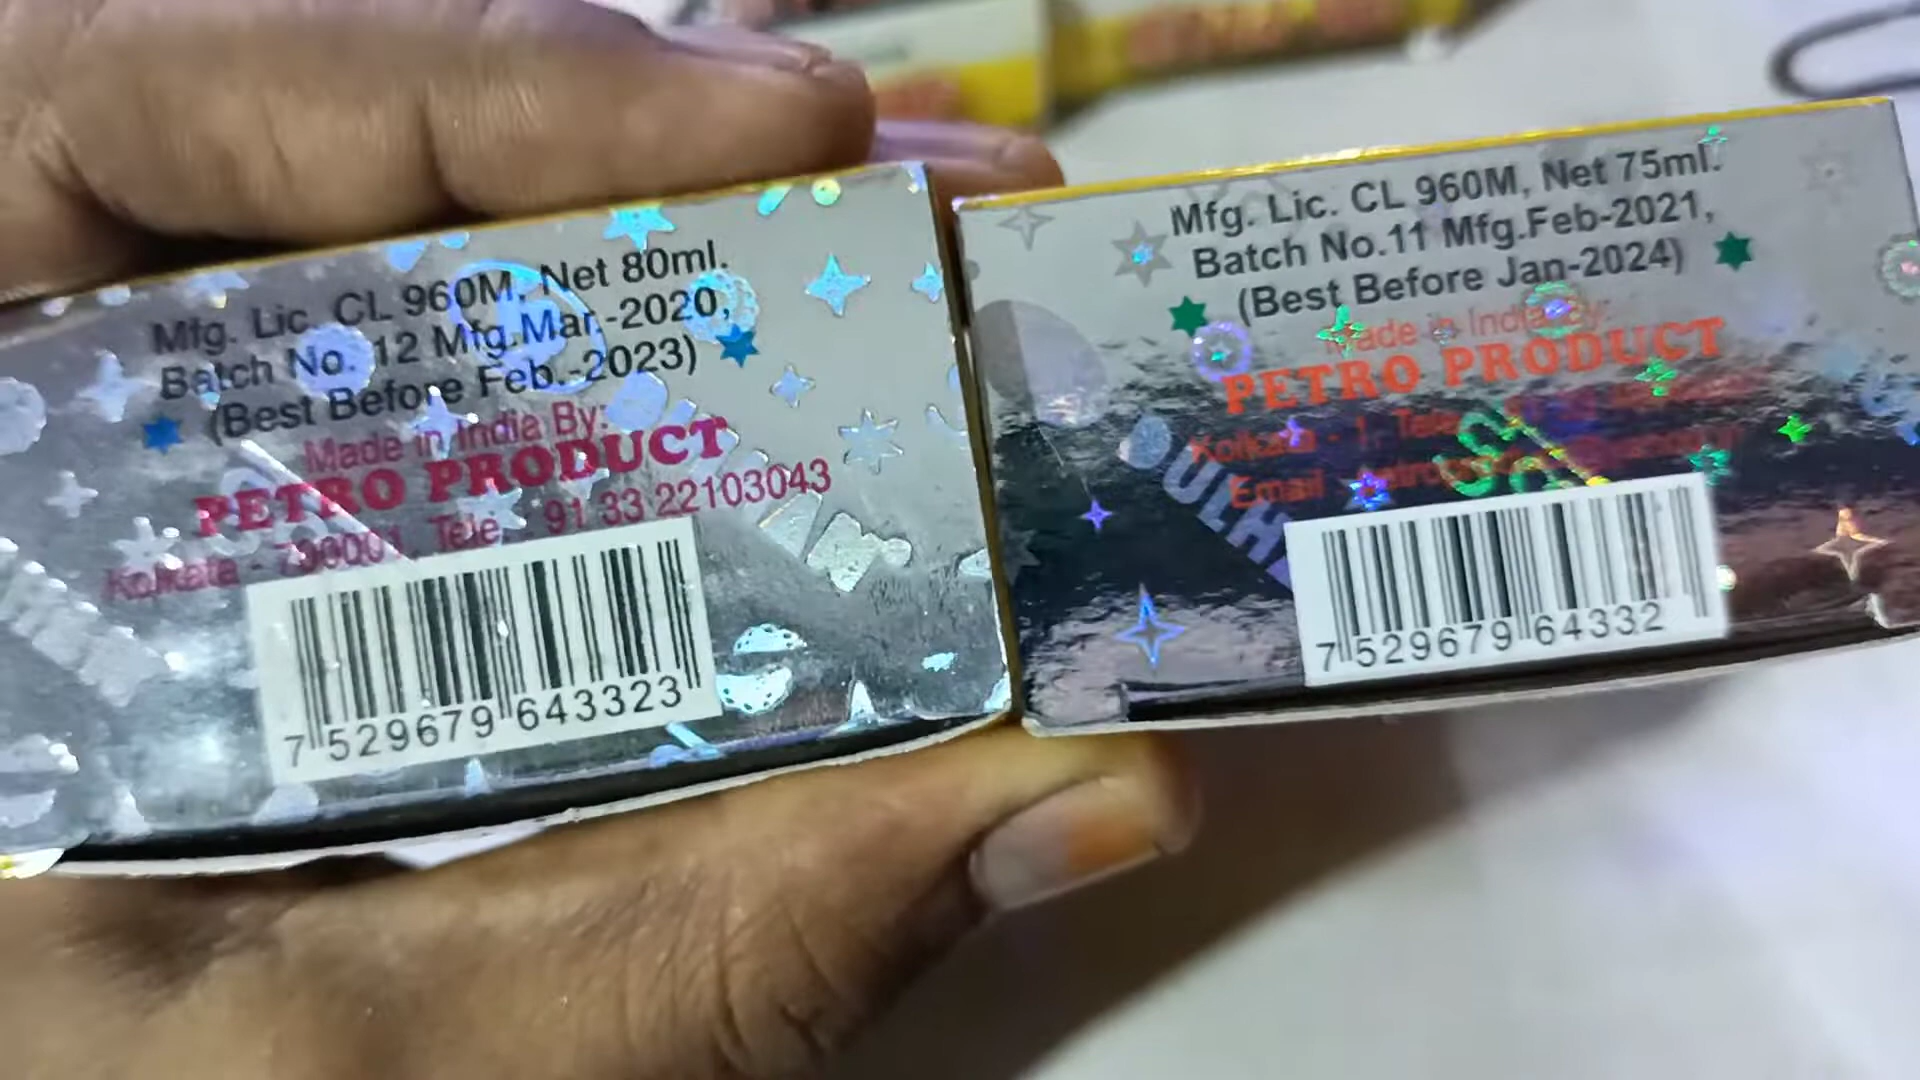 Mfg. Lic. CL 960M, Net 80ml.
Batch No. 12 Mfg.Mar.-2020,
(Best Before Feb.-2023)
Made in India By:
PETRO PRODUCT
Kolkata - 700001, Tele. : 91 33 22103043
7 529679 643323
Mfg. Lic. CL 960M, Net 75ml.
Batch No.11 Mfg.Feb-2021,
(Best Before Jan-2024)
Made in India By:
PETRO PRODUCT
Kolkata - 1, Tele
Email
DULHA
7 529679 64332